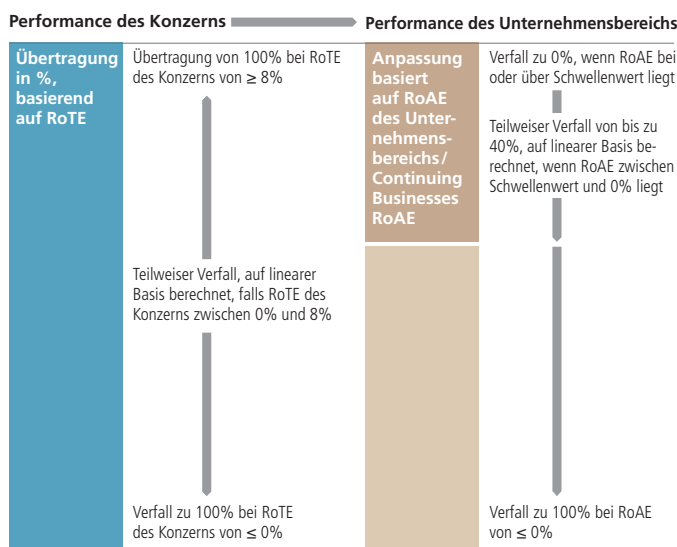 Performance des Konzerns
Performance des Unternehmensbereichs
Übertragung
in %,
basierend
auf RoTE
Übertragung von 100% bei RoTE
des Konzerns von ≥ 8%
Teilweiser Verfall, auf linearer
Basis berechnet, falls RoTE des
Konzerns zwischen 0% und 8%
Verfall zu 100% bei RoTE
des Konzerns von ≤ 0%
Anpassung
basiert
auf RoAE
des Unter-
nehmens-
bereichs/
Continuing
Businesses
RoAE
Verfall zu 0%, wenn RoAE bei
oder über Schwellenwert liegt
Teilweiser Verfall von bis zu
40%, auf linearer Basis be-
rechnet, wenn RoAE zwischen
Schwellenwert und 0% liegt
Verfall zu 100% bei RoAE
von ≤ 0%